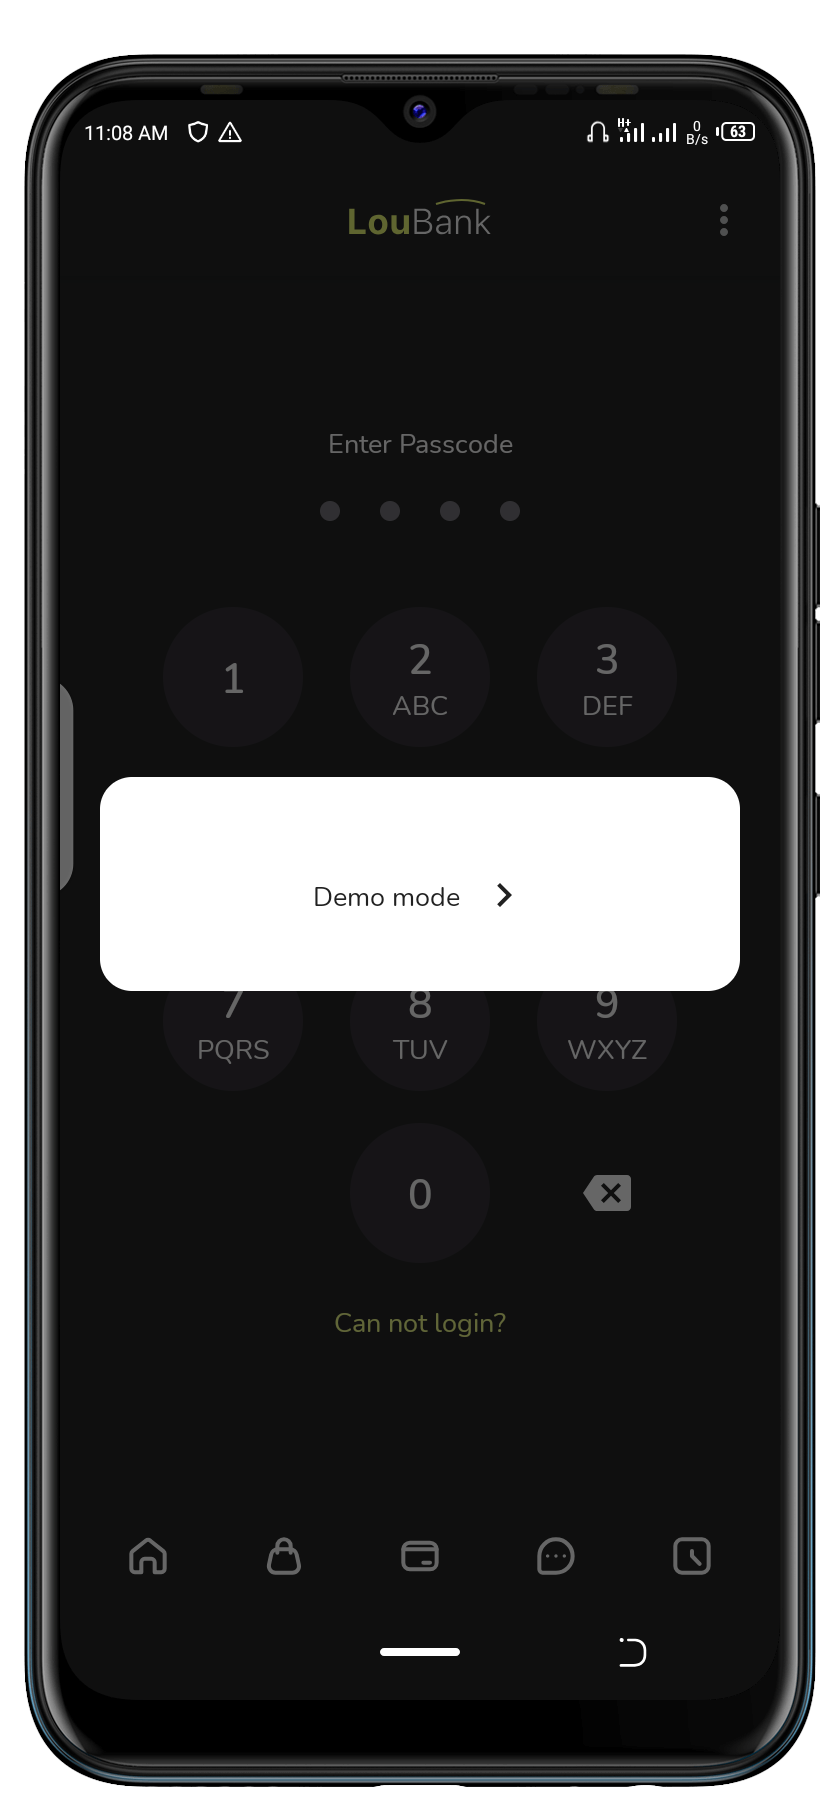 11:08 AM
H+
0
B/s
63
LouBank
Enter Passcode
1
2
ABC
3
DEF
Demo mode
7
PQRS
8
TUV
9
WXYZ
0
Can not login?